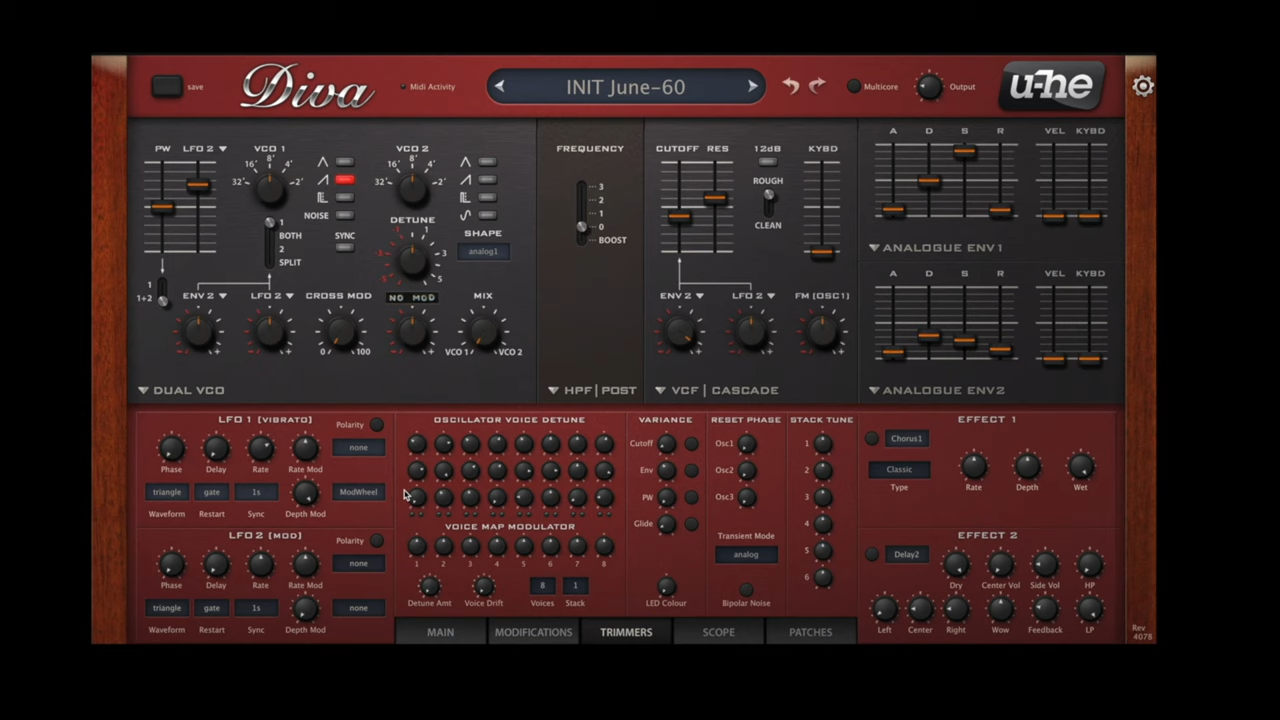 save
Diva
Midi Activity
INIT June-60
Multicore
Output
u-he
PW LFO 2 VCO 1 VCO 2
16' 8' 4' 32' 2'
16' 8' 4' 32' 2'
NOISE
SYNC
1
BOTH
2
SPLIT
DETUNE
1 3 5 1 3 5
SHAPE
analog1
1
1+2
ENV 2 LFO 2 CROSS MOD NO MOD MIX
- + - + 0 100 - + VCO 1 VCO 2
DUAL VCO
FREQUENCY
3
2
1
0
BOOST
HPF|POST
CUTOFF RES 12dB KYBD
ROUGH
CLEAN
ENV 2 LFO 2 FM (OSC1)
- + - + - +
VCF | CASCADE
A D S R VEL KYBD
ANALOGUE ENV1
A D S R VEL KYBD
ANALOGUE ENV2
LFO 1 (VIBRATO)
Polarity
none
Phase Delay Rate Rate Mod
triangle gate 1s ModWheel
Waveform Restart Sync Depth Mod
LFO 2 (MOD)
Polarity
none
Phase Delay Rate Rate Mod
triangle gate 1s none
Waveform Restart Sync Depth Mod
OSCILLATOR VOICE DETUNE
VOICE MAP MODULATOR
1 2 3 4 5 6 7 8
8 1
Detune Amt Voice Drift Voices Stack
VARIANCE
Cutoff
Env
PW
Glide
LED Colour
RESET PHASE
Osc1
Osc2
Osc3
Transient Mode
analog
Bipolar Noise
STACK TUNE
1
2
3
4
5
6
EFFECT 1
Chorus1
Classic
Type
Rate Depth Wet
EFFECT 2
Delay2
Dry Center Vol Side Vol HP
Left Center Right Wow Feedback LP
MAIN MODIFICATIONS TRIMMERS SCOPE PATCHES
Rev
4078